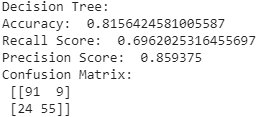 Decision Tree:
Accuracy:  0.8156424581005587
Recall Score:  0.6962025316455697
Precision Score:  0.859375
Confusion Matrix:
 [[91  9]
 [24 55]]